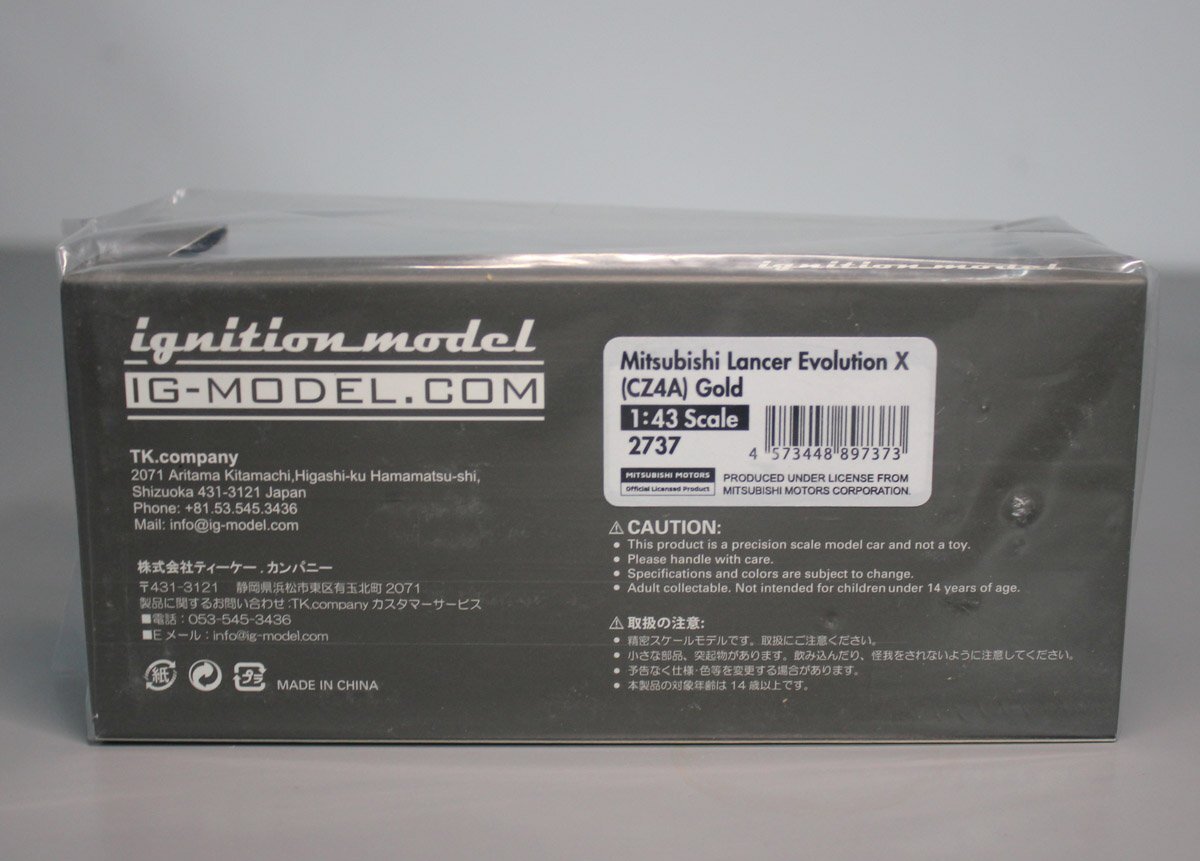 ignition model
ignition model
IG-MODEL.COM
TK.company
2071 Aritama Kitamachi,Higashi-ku Hamamatsu-shi,
Shizuoka 431-3121 Japan
Phone: +81.53.545.3436
Mail: info@ig-model.com
株式会社ティーケー.カンパニー
〒431-3121 静岡県浜松市東区有玉北町2071
製品に関するお問い合わせ:TK.companyカスタマーサービス
■電話:053-545-3436
■Eメール:info@ig-model.com
紙
プラ
MADE IN CHINA
Mitsubishi Lancer Evolution X
(CZ4A) Gold
1:43 Scale
2737
4 573448 897373
MITSUBISHI MOTORS
Official Licensed Product
PRODUCED UNDER LICENSE FROM
MITSUBISHI MOTORS CORPORATION.
⚠CAUTION:
• This product is a precision scale model car and not a toy.
• Please handle with care.
• Specifications and colors are subject to change.
• Adult collectable. Not intended for children under 14 years of age.
⚠取扱の注意:
• 精密スケールモデルです。取扱にご注意ください。
• 小さな部品、突起物があります。飲み込んだり、怪我をされないように注意してください。
• 予告なく仕様・色等を変更する場合があります。
• 本製品の対象年齢は14歳以上です。